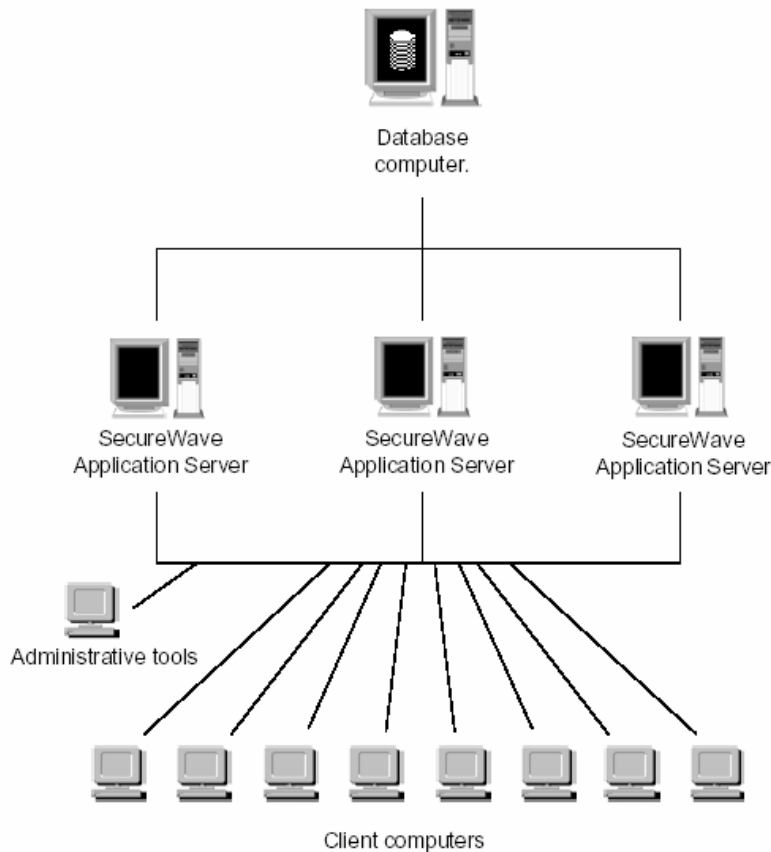 Database
computer.
SecureWave
Application Server
SecureWave
Application Server
SecureWave
Application Server
Administrative tools
Client computers